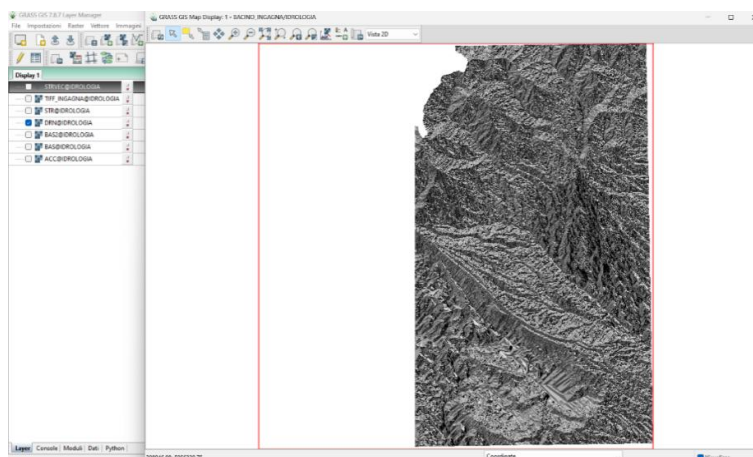 GRASS GIS 7.8.7 Layer Manager
File Impostazioni Raster Vettore Immagini
Display 1
STRVEC@IDROLOGIA
TIFF_INGAGNA@IDROLOGIA
STR@IDROLOGIA
DRN@IDROLOGIA
BAS2@IDROLOGIA
BAS@IDROLOGIA
ACC@IDROLOGIA
Layer Console Moduli Dati Python
GRASS GIS Map Display: 1 - BACINO_INGAGNA/IDROLOGIA
Vista 2D
Coordinate